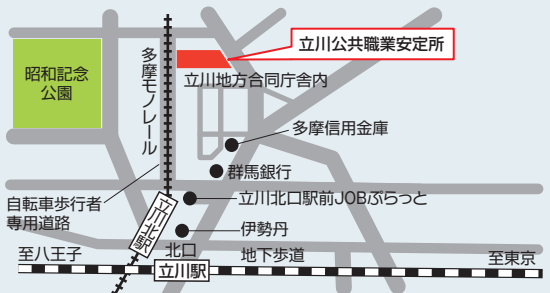 立川公共職業安定所
昭和記念
公園
多摩モノレール
立川地方合同庁舎内
多摩信用金庫
群馬銀行
自転車歩行者
専用道路
立川北口駅前JOBぷらっと
立川北駅
伊勢丹
北口
地下歩道
至八王子
立川駅
至東京